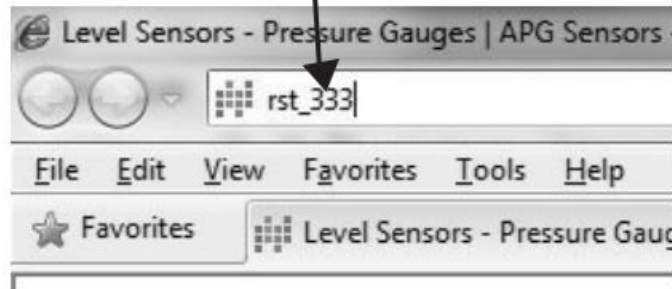 Level Sensors - Pressure Gauges | APG Sensors -
rst_333
File Edit View Favorites Tools Help
Favorites
Level Sensors - Pressure Gaug